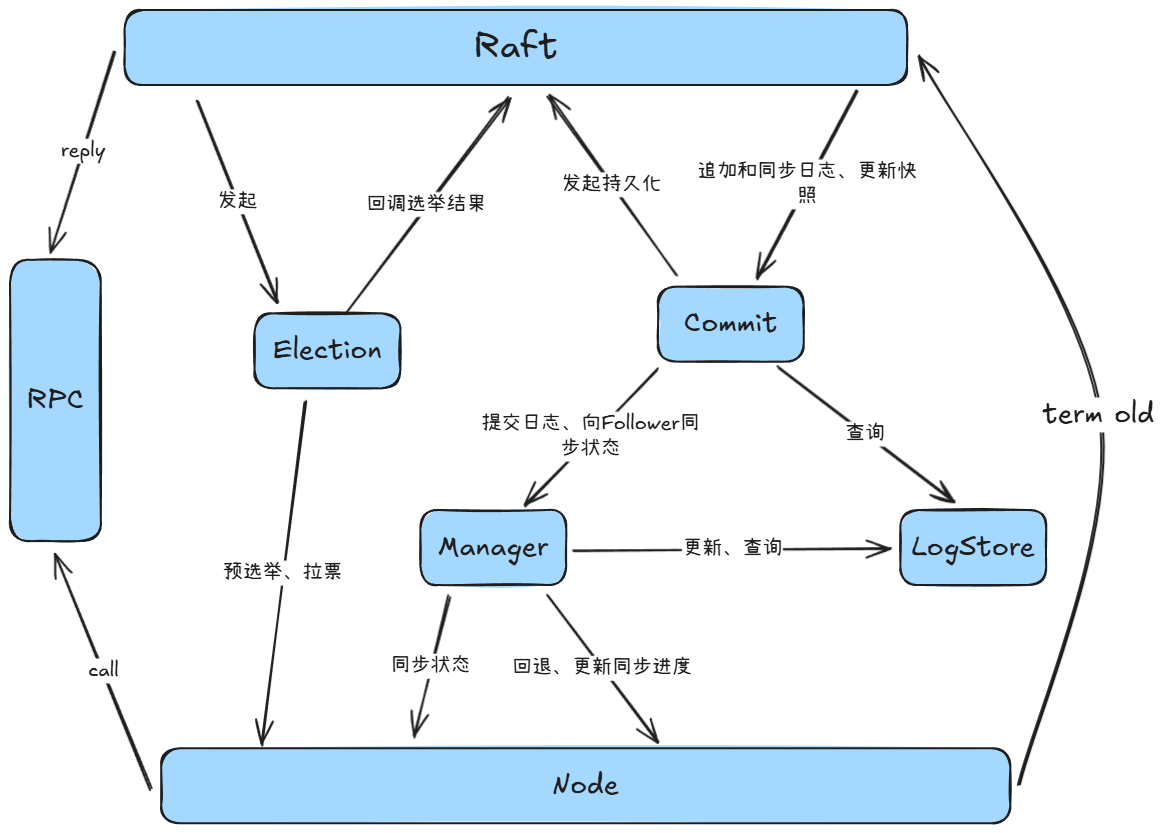 Raft
reply
发起
回调选举结果
发起持久化
追加和同步日志、更新快
照
RPC
Election
Commit
term old
提交日志、向Follower同
步状态
查询
Manager
更新、查询
LogStore
预选举、拉票
call
同步状态
回退、更新同步进度
Node